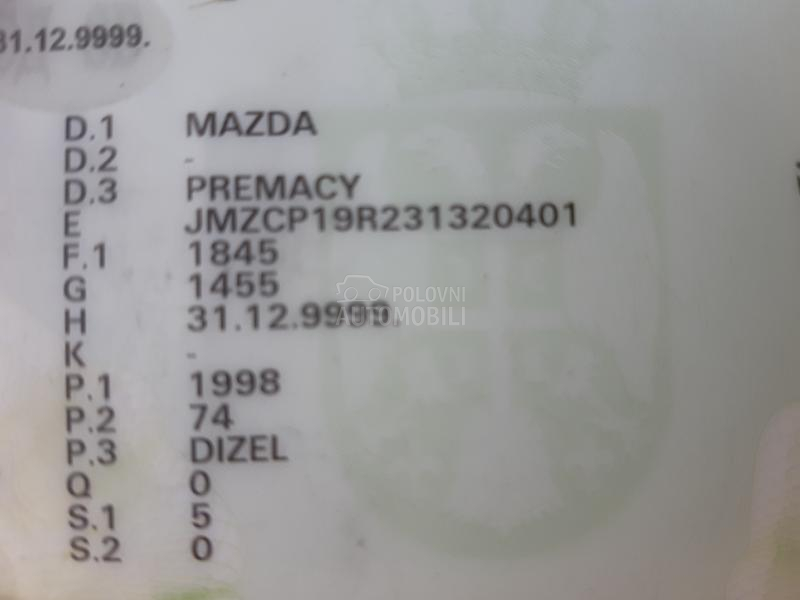 31.12.9999.
D.1 MAZDA
D.2 -
D.3 PREMACY
E JMZCP19R231320401
F.1 1845
G 1455
H 31.12.9999.
K -
P.1 1998
P.2 74
P.3 DIZEL
Q 0
S.1 5
S.2 0
POLOVNI
AUTOMOBILI